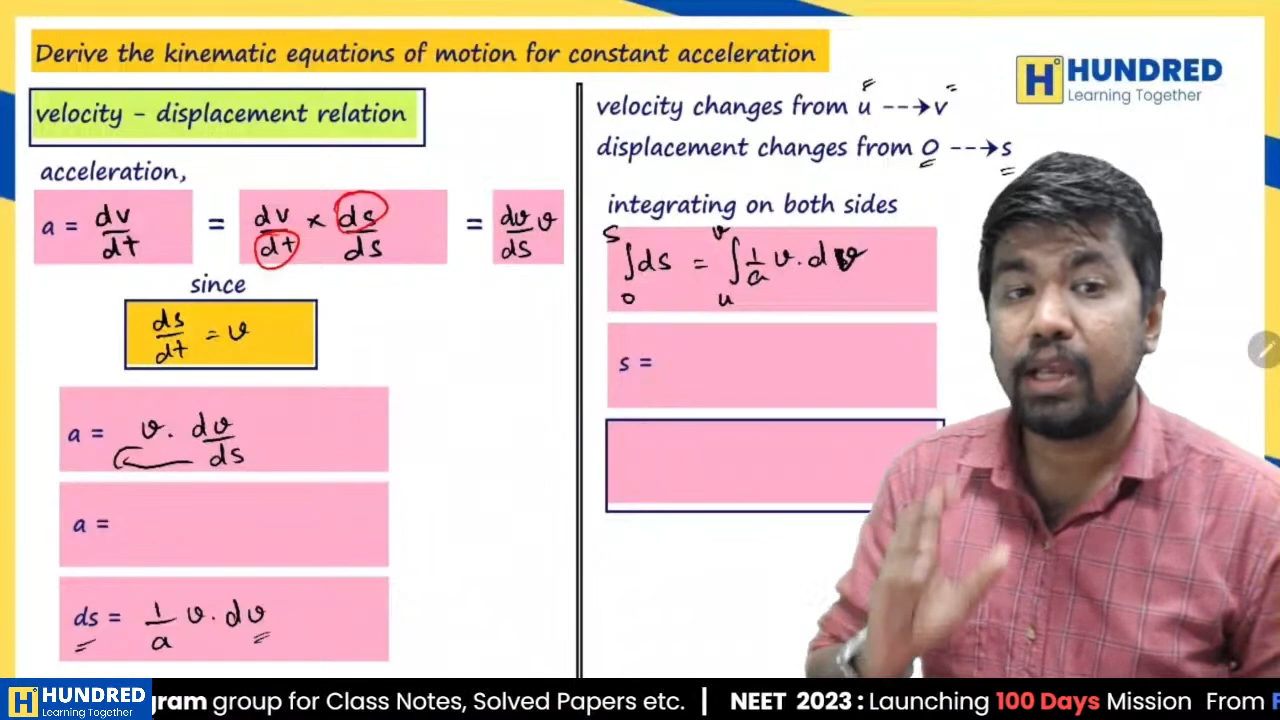 Derive the kinematic equations of motion for constant acceleration
H° HUNDRED
Learning Together
velocity - displacement relation
acceleration,
a = dv/dt = dv/dt × ds/ds = dv/ds v
since
ds/dt = v
a = v. dv/ds
a =
ds = 1/a v. dv
velocity changes from u ---→ v
displacement changes from 0 ---→ s
integrating on both sides
∫₀ˢ ds = ∫ᵤᵛ 1/a v. dv
s =
H° HUNDRED
Learning Together
gram group for Class Notes, Solved Papers etc. | NEET 2023 : Launching 100 Days Mission From